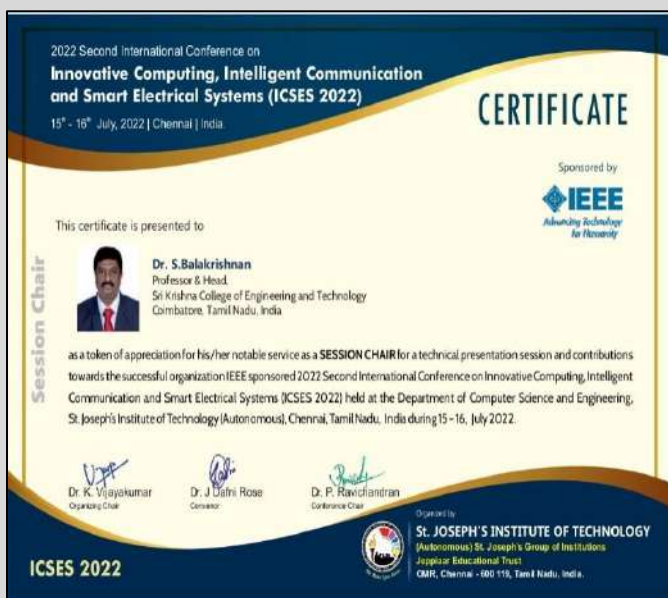 2022 Second International Conference on
Innovative Computing, Intelligent Communication
and Smart Electrical Systems (ICSES 2022)
15th - 16th July, 2022 | Chennai | India.
CERTIFICATE
Sponsored by
IEEE
Advancing Technology
for Humanity
This certificate is presented to
Session Chair
Dr. S.Balakrishnan
Professor & Head,
Sri Krishna College of Engineering and Technology
Coimbatore, Tamil Nadu, India
as a token of appreciation for his/her notable service as a SESSION CHAIR for a technical presentation session and contributions
towards the successful organization IEEE sponsored 2022 Second International Conference on Innovative Computing, Intelligent
Communication and Smart Electrical Systems (ICSES 2022) held at the Department of Computer Science and Engineering,
St. Joseph's Institute of Technology (Autonomous), Chennai, Tamil Nadu, India during 15 - 16, July 2022.
Dr. K. Vijayakumar
Organizing Chair
Dr. J Dafni Rose
Convenor
Dr. P. Ravichandran
Conference Chair
Organized by
St. JOSEPH'S INSTITUTE OF TECHNOLOGY
(Autonomous) St. Joseph's Group of Institutions
Jeppiaar Educational Trust
OMR, Chennai - 600 119, Tamil Nadu, India.
ICSES 2022